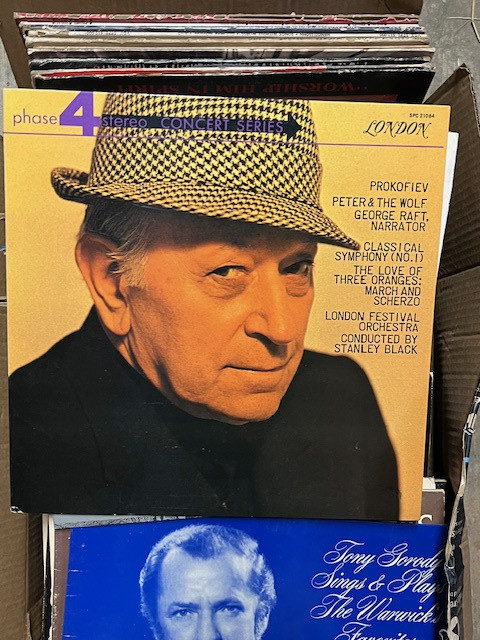 "WORSHIP HIM IN SPIRIT
phase 4 stereo CONCERT SERIES
SPC 21084
LONDON
PROKOFIEV
PETER & THE WOLF
GEORGE RAFT,
NARRATOR
CLASSICAL
SYMPHONY (NO.1)
THE LOVE OF
THREE ORANGES:
MARCH AND
SCHERZO
LONDON FESTIVAL
ORCHESTRA
CONDUCTED BY
STANLEY BLACK
Tony
Sings & Plays
The Warwick
Favourites